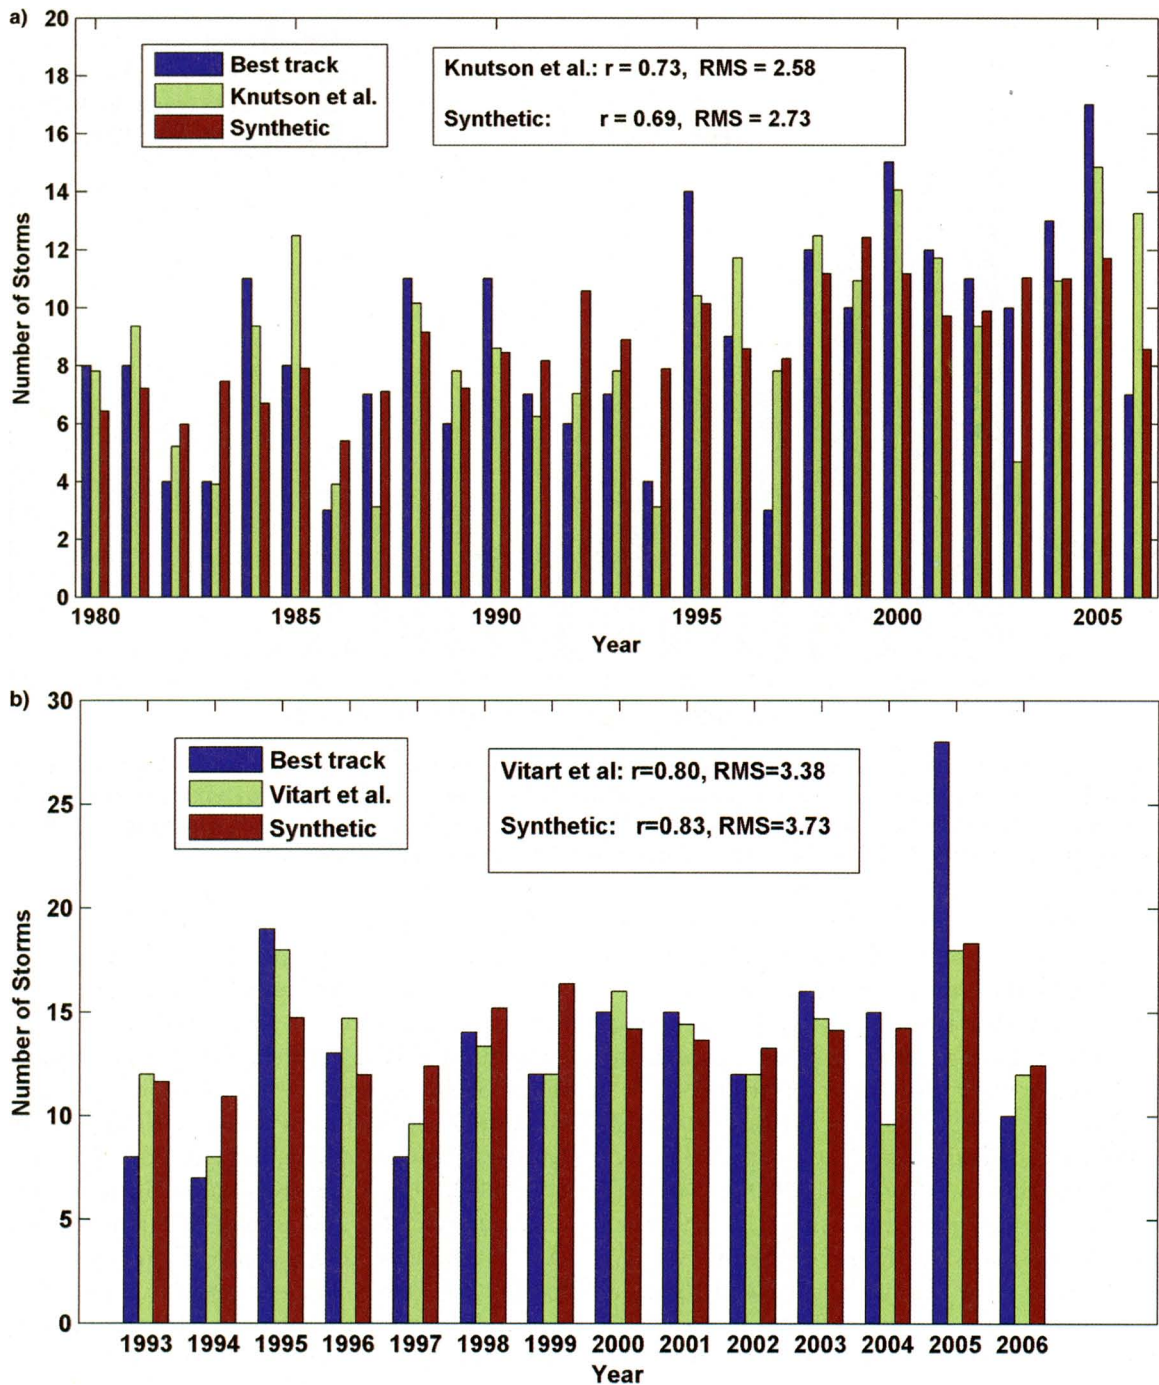 a)
20
18
16
14
12
10
8
6
4
2
0
Number of Storms
Best track
Knutson et al.
Synthetic
Knutson et al.: r = 0.73, RMS = 2.58
Synthetic: r = 0.69, RMS = 2.73
1980 1985 1990 1995 2000 2005
Year
b)
30
25
20
15
10
5
0
Number of Storms
Best track
Vitart et al.
Synthetic
Vitart et al: r=0.80, RMS=3.38
Synthetic: r=0.83, RMS=3.73
1993 1994 1995 1996 1997 1998 1999 2000 2001 2002 2003 2004 2005 2006
Year